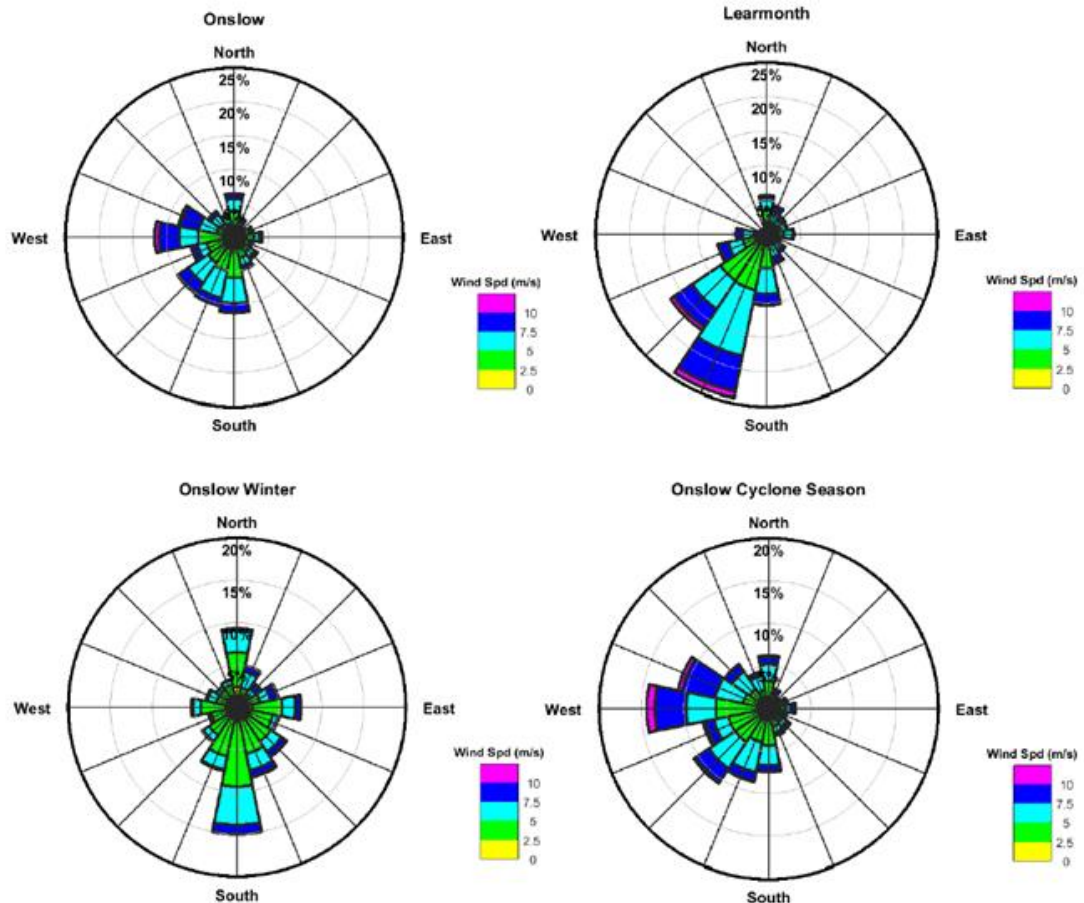 Onslow
North
25%
20%
15%
10%
West
East
South
Wind Spd (m/s)
10
7.5
5
2.5
0
Learmonth
North
25%
20%
15%
10%
West
East
South
Wind Spd (m/s)
10
7.5
5
2.5
0
Onslow Winter
North
20%
15%
10%
West
East
South
Wind Spd (m/s)
10
7.5
5
2.5
0
Onslow Cyclone Season
North
20%
15%
10%
West
East
South
Wind Spd (m/s)
10
7.5
5
2.5
0